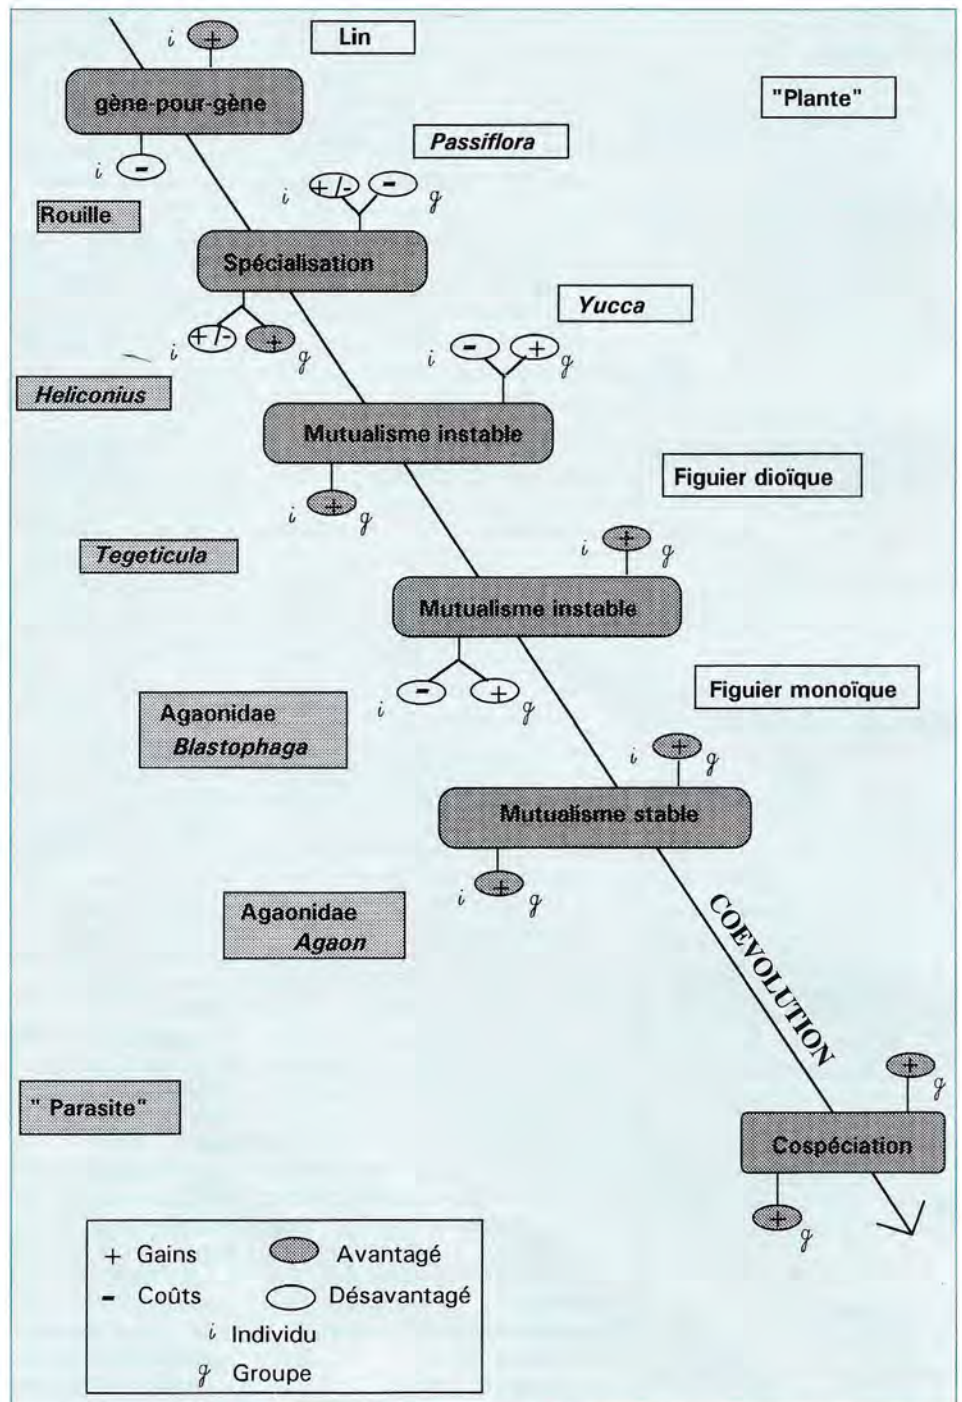 i +
Lin
gène-pour-gène
"Plante"
i -
Passiflora
i +/- - g
Rouille
Spécialisation
i +/- + g
Yucca
i - + g
Heliconius
Mutualisme instable
Figuier dioïque
i + g
Tegeticula
i + g
Mutualisme instable
Figuier monoïque
i - + g
Agaonidae
Blastophaga
i + g
Mutualisme stable
i + g
Agaonidae
Agaon
COEVOLUTION
+ g
" Parasite"
Cospéciation
+ g
+ Gains Avantagé
- Coûts Désavantagé
i Individu
g Groupe